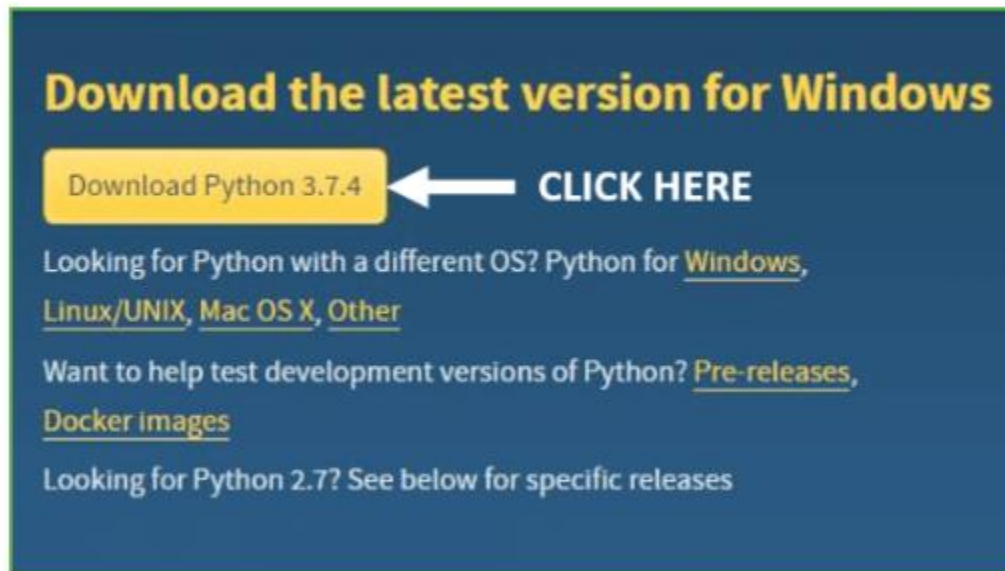 Download the latest version for Windows
Download Python 3.7.4
CLICK HERE
Looking for Python with a different OS? Python for Windows,
Linux/UNIX, Mac OS X, Other
Want to help test development versions of Python? Pre-releases,
Docker images
Looking for Python 2.7? See below for specific releases